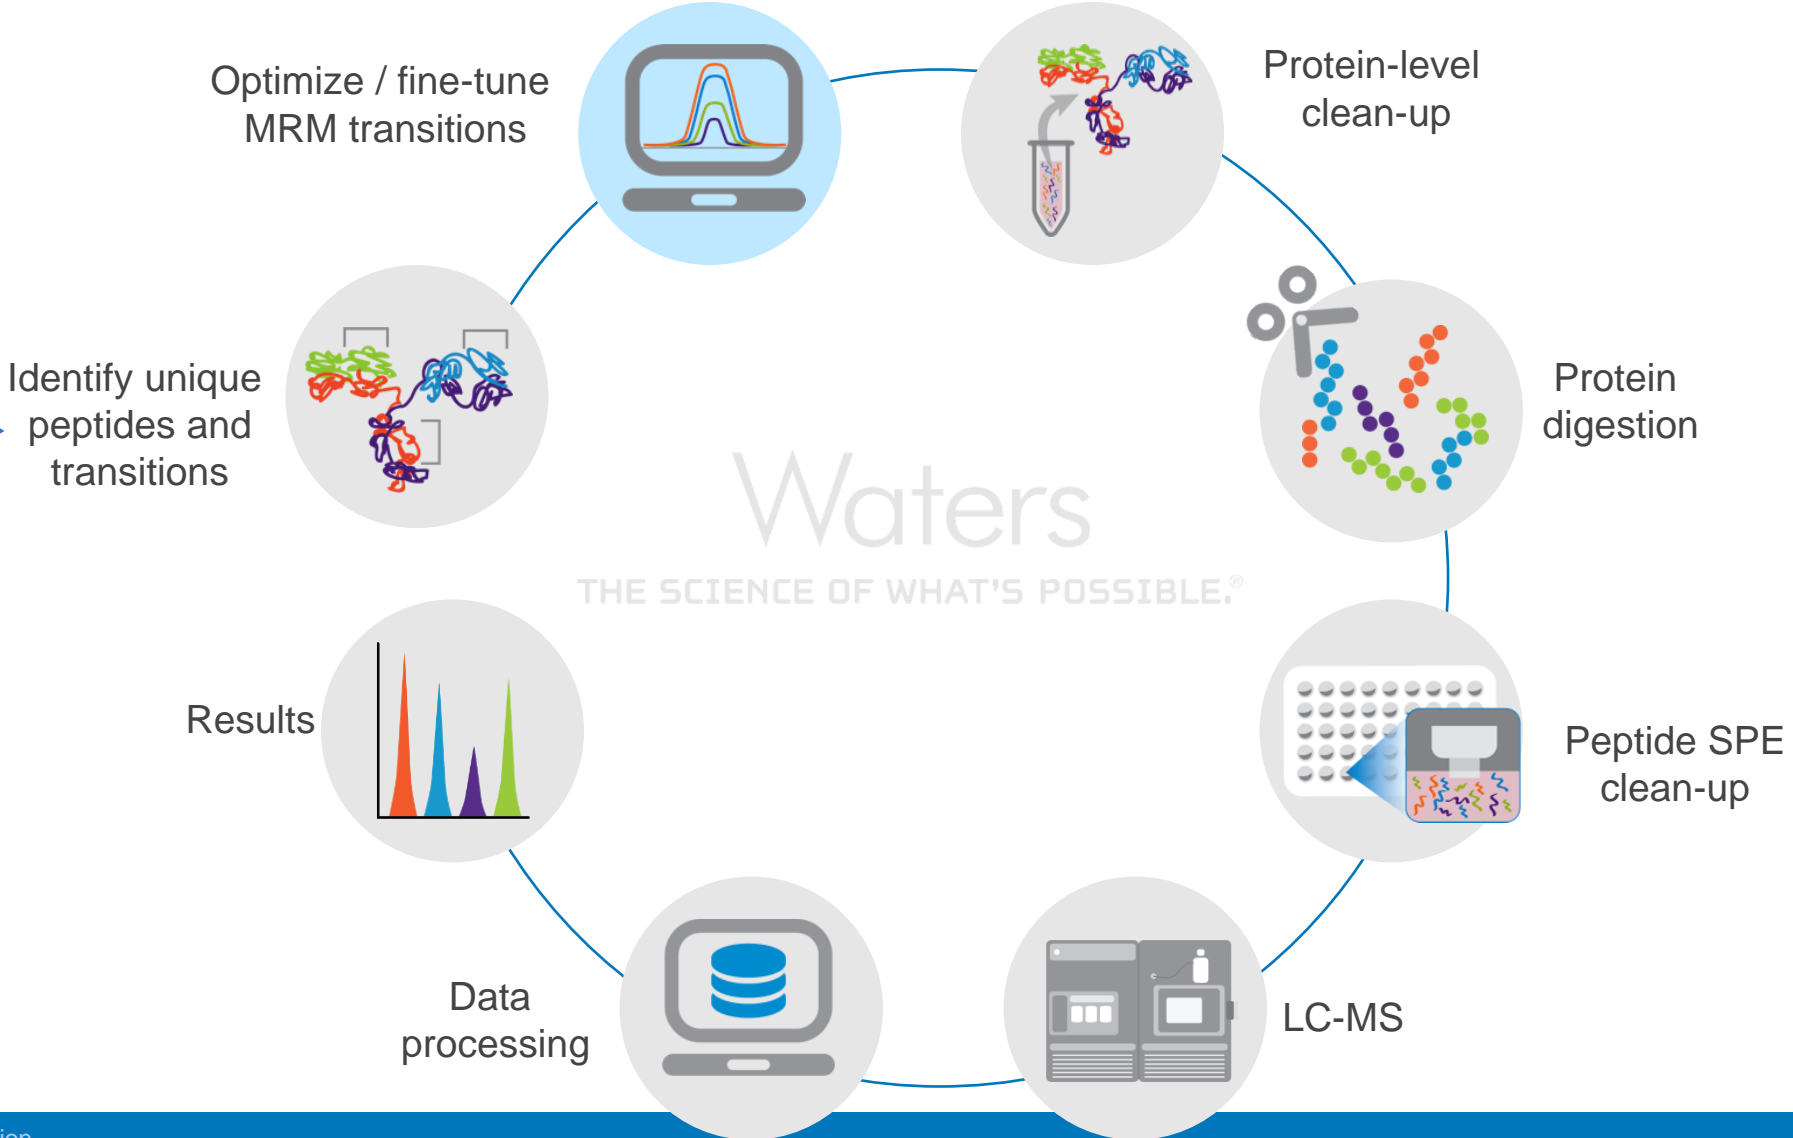 Optimize / fine-tune
MRM transitions
Protein-level
clean-up
Identify unique
peptides and
transitions
Protein
digestion
Waters
THE SCIENCE OF WHAT'S POSSIBLE.®
Results
Peptide SPE
clean-up
Data
processing
LC-MS